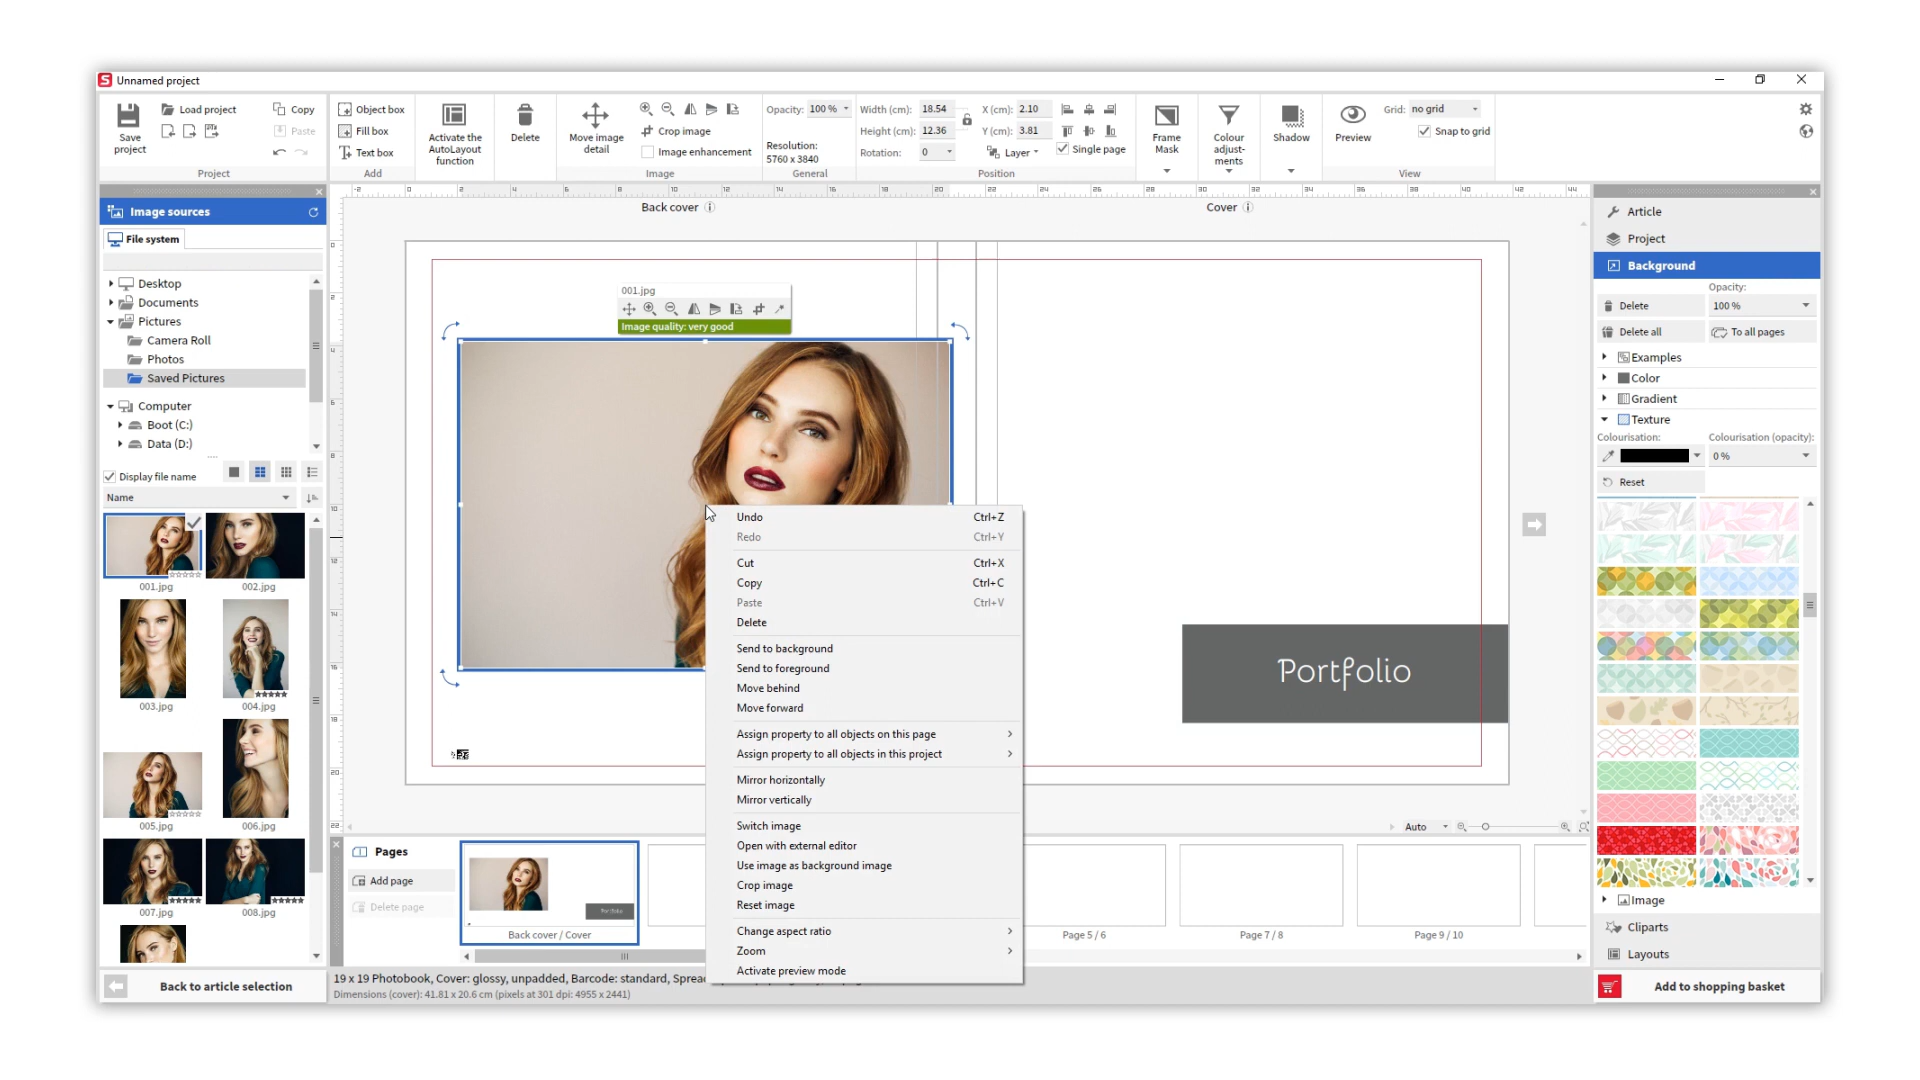 Unnamed project
Save project
Load project
Copy
Paste
Project
Object box
Fill box
Text box
Add
Activate the AutoLayout function
Delete
Move image detail
Crop image
Image enhancement
Image
Opacity: 100 %
Resolution:
5760 x 3840
General
Width (cm): 18.54
Height (cm): 12.36
Rotation: 0
X (cm): 2.10
Y (cm): 3.81
Layer
Single page
Position
Frame Mask
Colour adjust-ments
Shadow
Preview
Grid: no grid
Snap to grid
View
Image sources
File system
Desktop
Documents
Pictures
Camera Roll
Photos
Saved Pictures
Computer
Boot (C:)
Data (D:)
Display file name
Name
001.jpg
002.jpg
003.jpg
004.jpg
005.jpg
006.jpg
007.jpg
008.jpg
Back to article selection
Back cover
Cover
001.jpg
Image quality: very good
Portfolio
Undo Ctrl+Z
Redo Ctrl+Y
Cut Ctrl+X
Copy Ctrl+C
Paste Ctrl+V
Delete
Send to background
Send to foreground
Move behind
Move forward
Assign property to all objects on this page
Assign property to all objects in this project
Mirror horizontally
Mirror vertically
Switch image
Open with external editor
Use image as background image
Crop image
Reset image
Change aspect ratio
Zoom
Activate preview mode
Auto
Pages
Add page
Delete page
Portfolio
Back cover / Cover
Page 5 / 6
Page 7 / 8
Page 9 / 10
19 x 19 Photobook, Cover: glossy, unpadded, Barcode: standard, Sprea
Dimensions (cover): 41.81 x 20.6 cm (pixels at 301 dpi: 4955 x 2441)
Article
Project
Background
Opacity:
Delete
100 %
Delete all
To all pages
Examples
Color
Gradient
Texture
Colourisation:
Colourisation (opacity):
0 %
Reset
Image
Cliparts
Layouts
Add to shopping basket